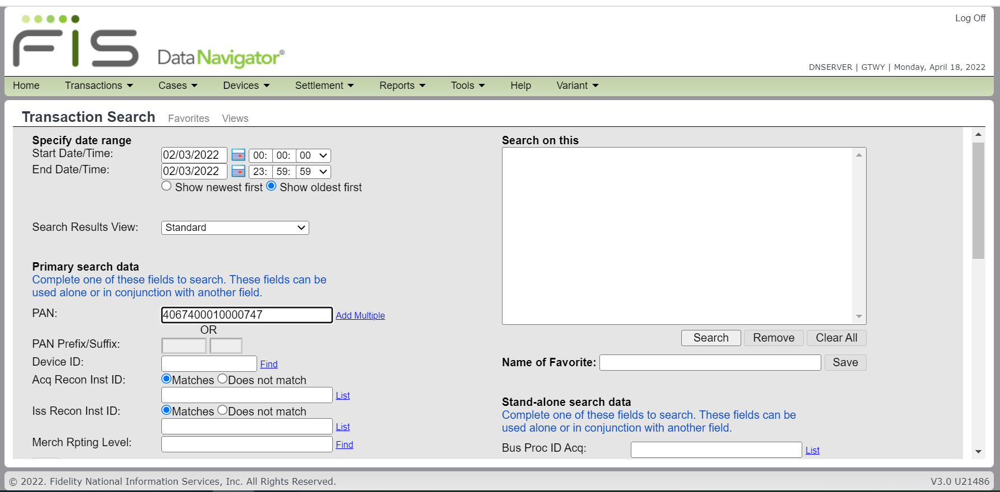 FIS
DataNavigator®
Log Off
DNSERVER | GTWY | Monday, April 18, 2022
Home Transactions Cases Devices Settlement Reports Tools Help Variant
Transaction Search Favorites Views
Specify date range
Start Date/Time: 02/03/2022 00: 00: 00
End Date/Time: 02/03/2022 23: 59: 59
Show newest first Show oldest first
Search Results View: Standard
Primary search data
Complete one of these fields to search. These fields can be
used alone or in conjunction with another field.
PAN: 4067400010000747 Add Multiple
OR
PAN Prefix/Suffix:
Device ID: Find
Acq Recon Inst ID: Matches Does not match
List
Iss Recon Inst ID: Matches Does not match
List
Merch Rpting Level: Find
Search on this
Search Remove Clear All
Name of Favorite: Save
Stand-alone search data
Complete one of these fields to search. These fields can be
used alone or in conjunction with another field.
Bus Proc ID Acq: List
© 2022. Fidelity National Information Services, Inc. All Rights Reserved.
V3.0 U21486